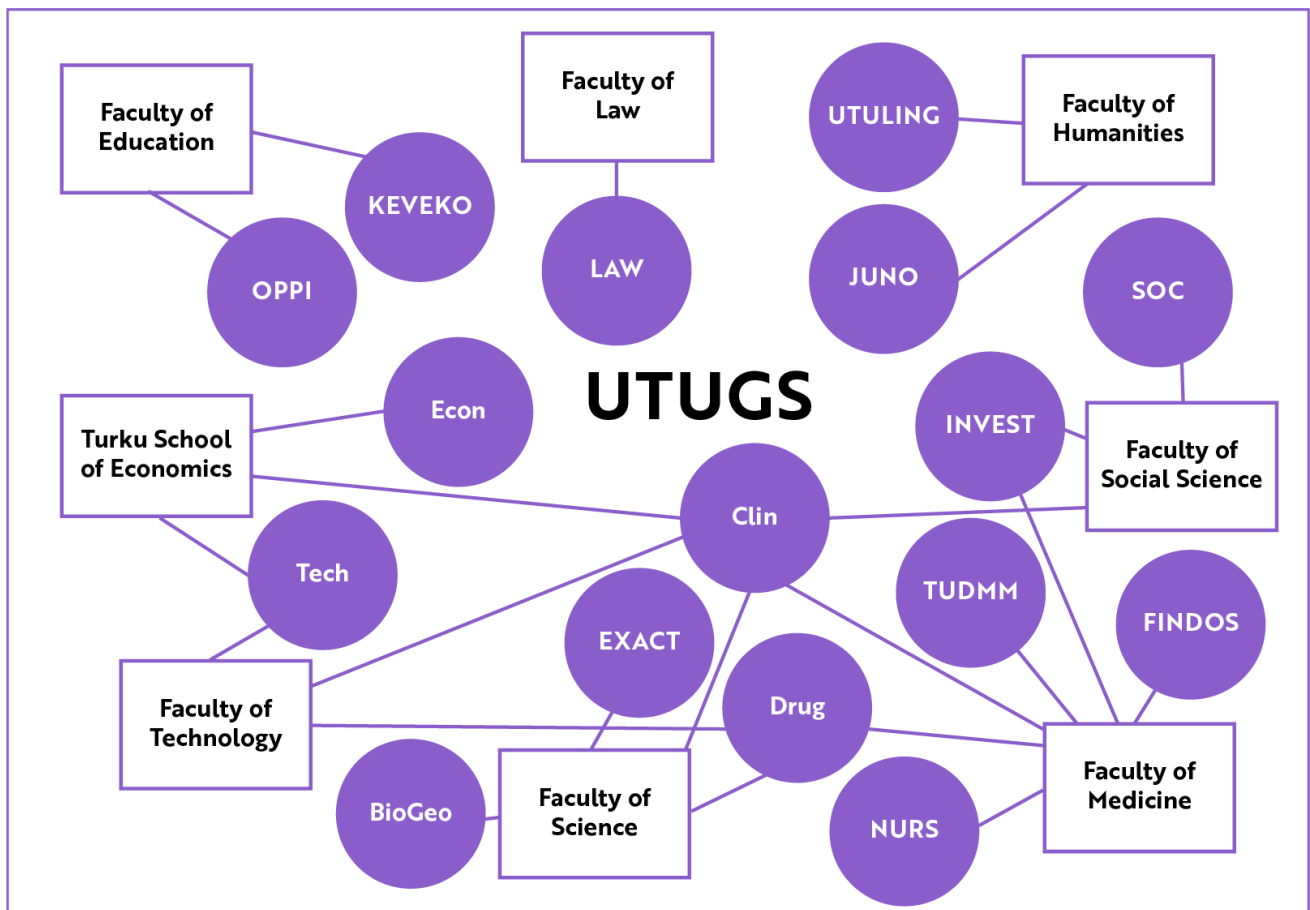 Faculty of
Education
KEVEKO
OPPI
Faculty of
Law
LAW
UTULING
Faculty of
Humanities
JUNO
SOC
UTUGS
Turku School
of Economics
Econ
Tech
Clin
INVEST
Faculty of
Social Science
TUDMM
FINDOS
EXACT
Drug
Faculty of
Technology
BioGeo
Faculty of
Science
NURS
Faculty of
Medicine